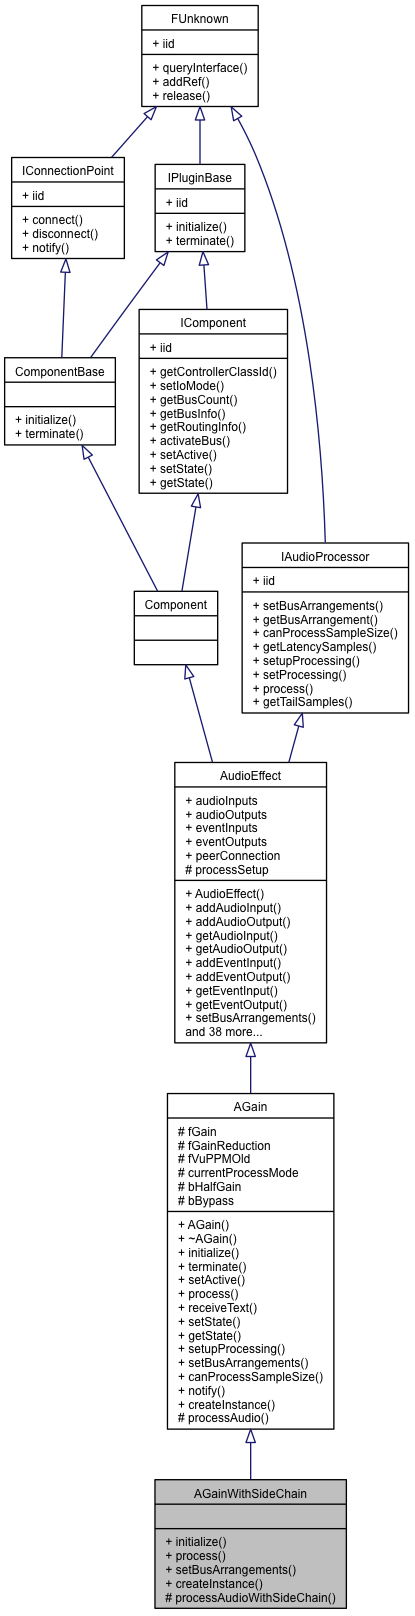 FUnknown
+ iid
+ queryInterface()
+ addRef()
+ release()
IConnectionPoint
+ iid
+ connect()
+ disconnect()
+ notify()
IPluginBase
+ iid
+ initialize()
+ terminate()
IComponent
+ iid
+ getControllerClassId()
+ setIoMode()
+ getBusCount()
+ getBusInfo()
+ getRoutingInfo()
+ activateBus()
+ setActive()
+ setState()
+ getState()
ComponentBase
+ initialize()
+ terminate()
IAudioProcessor
+ iid
+ setBusArrangements()
+ getBusArrangement()
+ canProcessSampleSize()
+ getLatencySamples()
+ setupProcessing()
+ setProcessing()
+ process()
+ getTailSamples()
Component
AudioEffect
+ audioInputs
+ audioOutputs
+ eventInputs
+ eventOutputs
+ peerConnection
# processSetup
+ AudioEffect()
+ addAudioInput()
+ addAudioOutput()
+ getAudioInput()
+ getAudioOutput()
+ addEventInput()
+ addEventOutput()
+ getEventInput()
+ getEventOutput()
+ setBusArrangements()
and 38 more...
AGain
# fGain
# fGainReduction
# fVuPPMOld
# currentProcessMode
# bHalfGain
# bBypass
+ AGain()
+ ~AGain()
+ initialize()
+ terminate()
+ setActive()
+ process()
+ receiveText()
+ setState()
+ getState()
+ setupProcessing()
+ setBusArrangements()
+ canProcessSampleSize()
+ notify()
+ createInstance()
# processAudio()
AGainWithSideChain
+ initialize()
+ process()
+ setBusArrangements()
+ createInstance()
# processAudioWithSideChain()